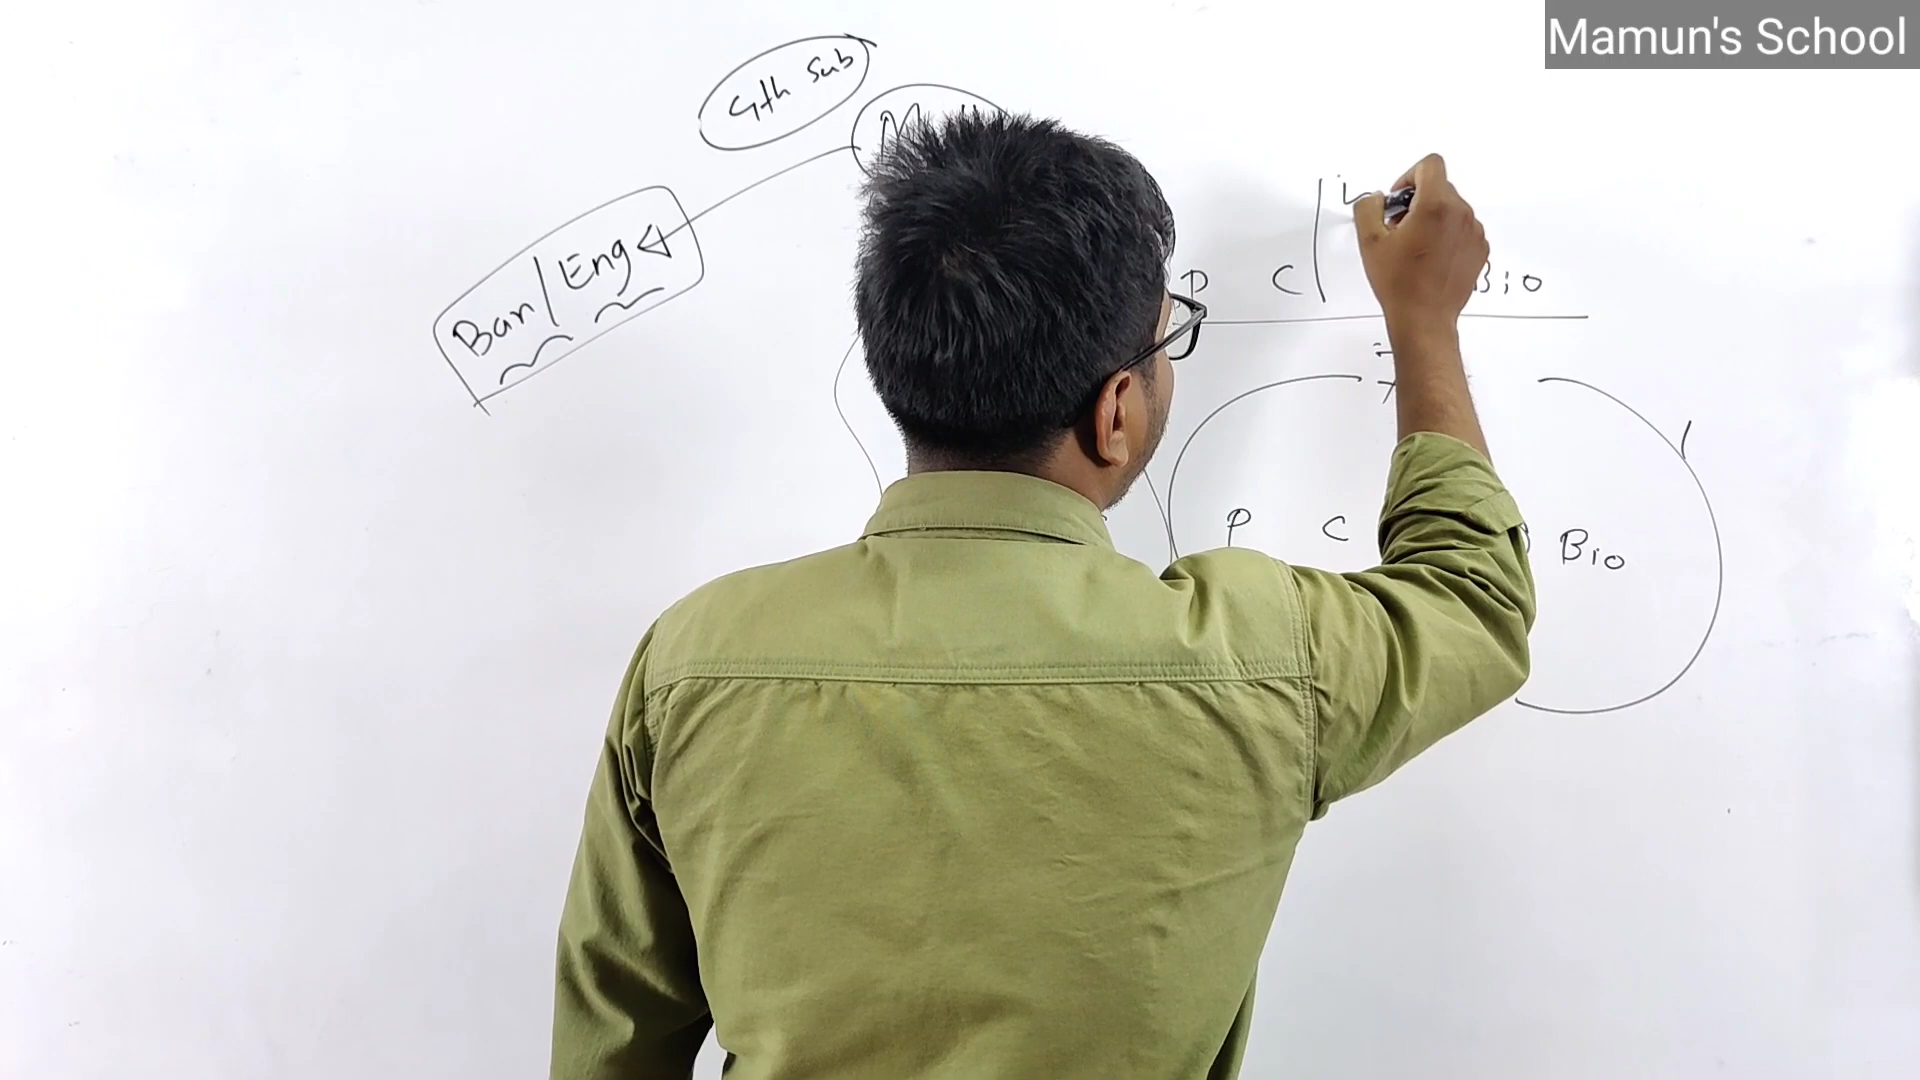 Mamun's School
4th Sub
Ban/Eng
P C Bio
P C Bio